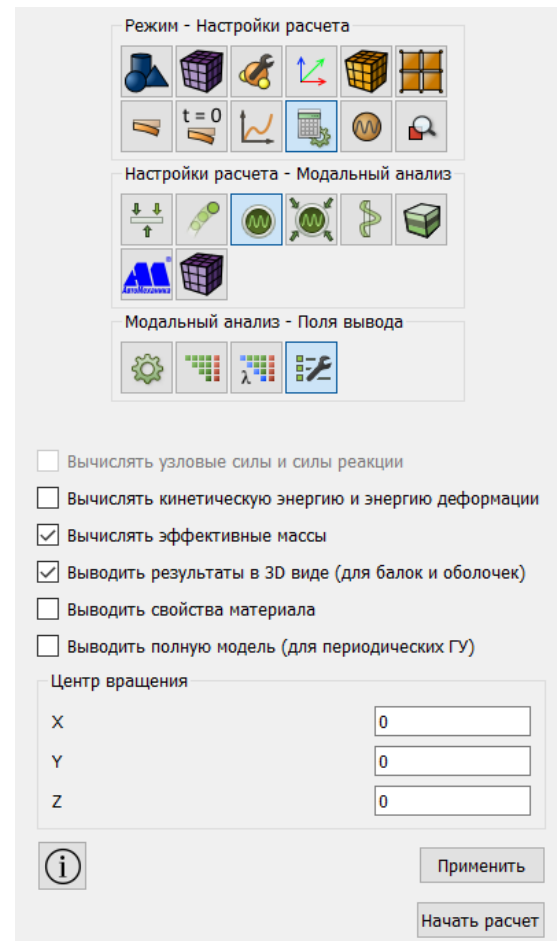 Режим - Настройки расчета
t = 0
Настройки расчета - Модальный анализ
АвтоМеханика
Модальный анализ - Поля вывода
λ
Вычислять узловые силы и силы реакции
Вычислять кинетическую энергию и энергию деформации
Вычислять эффективные массы
Выводить результаты в 3D виде (для балок и оболочек)
Выводить свойства материала
Выводить полную модель (для периодических ГУ)
Центр вращения
X 0
Y 0
Z 0
i
Применить
Начать расчет